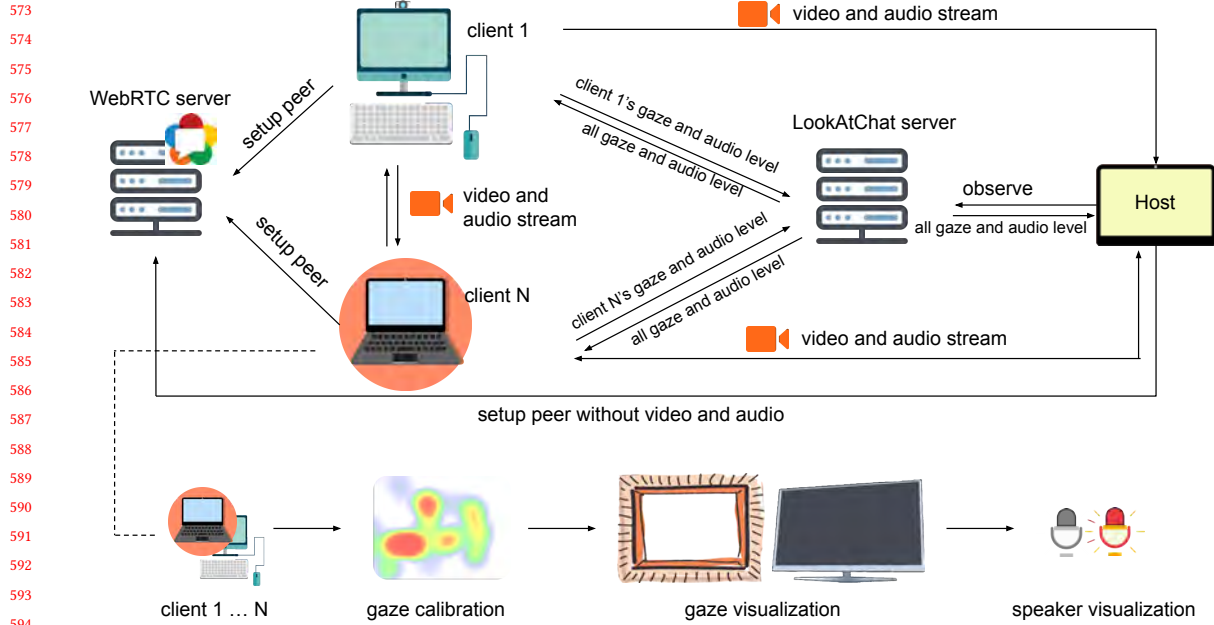 573
574
575
576
577
578
579
580
581
582
583
584
585
586
587
588
589
590
591
592
593
594
client 1
video and audio stream
WebRTC server
setup peer
client 1's gaze and audio level
all gaze and audio level
LookAtChat server
video and
audio stream
observe
all gaze and audio level
Host
setup peer
client N
client N's gaze and audio level
all gaze and audio level
video and audio stream
setup peer without video and audio
client 1 … N
gaze calibration
gaze visualization
speaker visualization